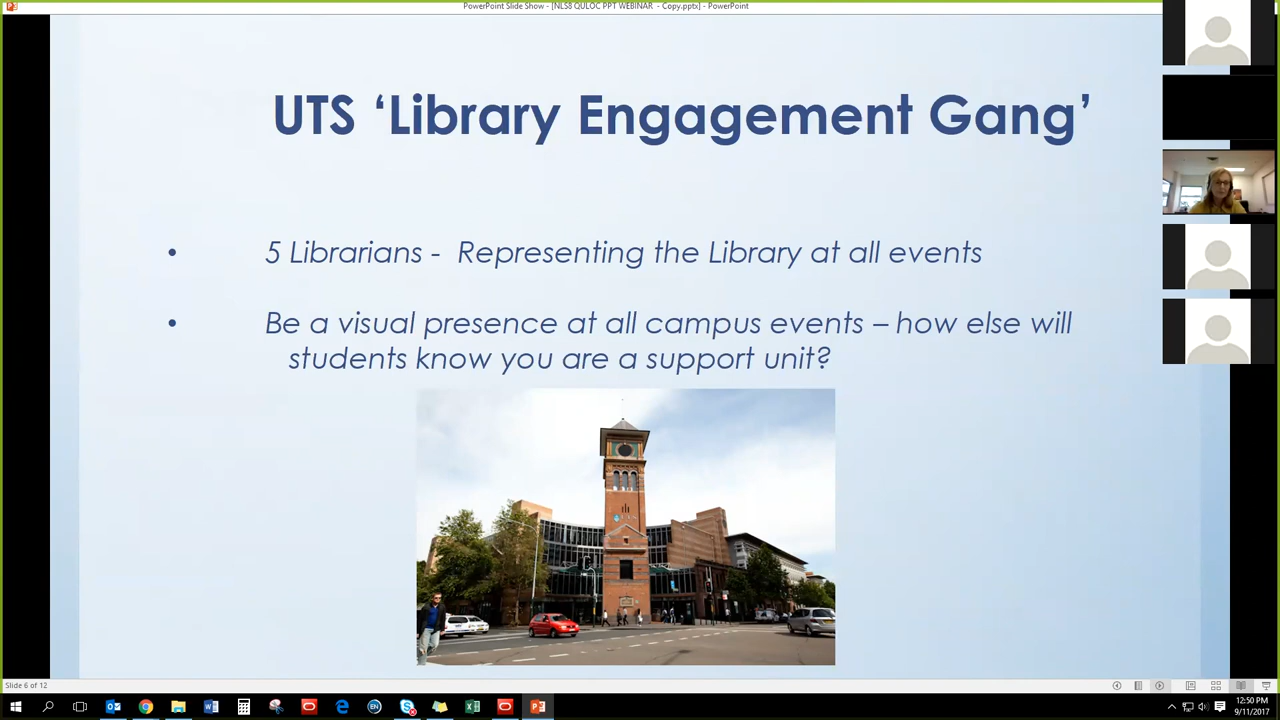 PowerPoint Slide Show - [NLS8 QULOC PPT WEBINAR - Copy.pptx] - PowerPoint
UTS ‘Library Engagement Gang’
• 5 Librarians - Representing the Library at all events
• Be a visual presence at all campus events – how else will
students know you are a support unit?
Slide 6 of 12
12:50 PM
9/11/2017